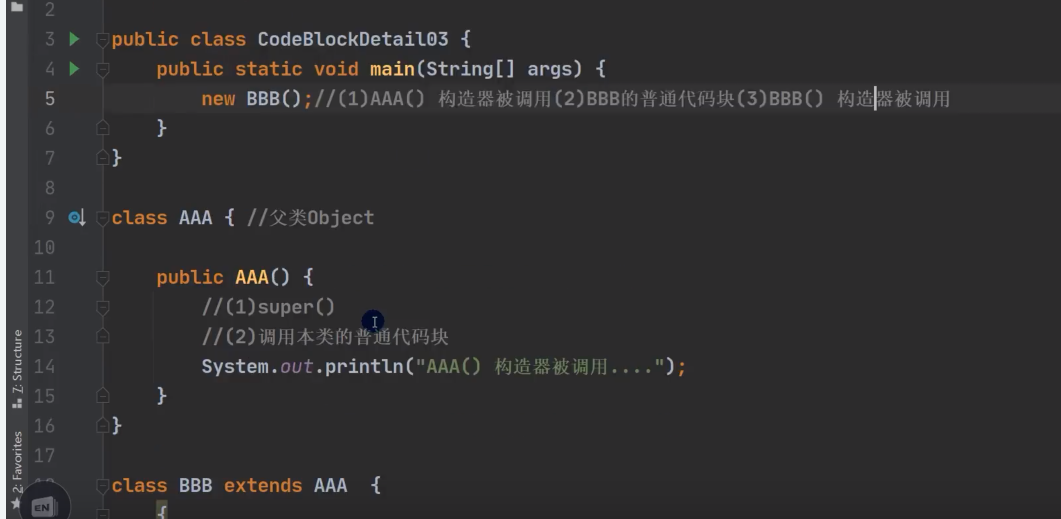 2
3 public class CodeBlockDetail03 {
4 public static void main(String[] args) {
5 new BBB();//(1)AAA() 构造器被调用(2)BBB的普通代码块(3)BBB() 构造器被调用
6 }
7 }
8
9 class AAA { //父类Object
10
11 public AAA() {
12 //(1)super()
13 //(2)调用本类的普通代码块
14 System.out.println("AAA() 构造器被调用....");
15 }
16 }
17
class BBB extends AAA {
{
Z: Structure
2: Favorites
EN